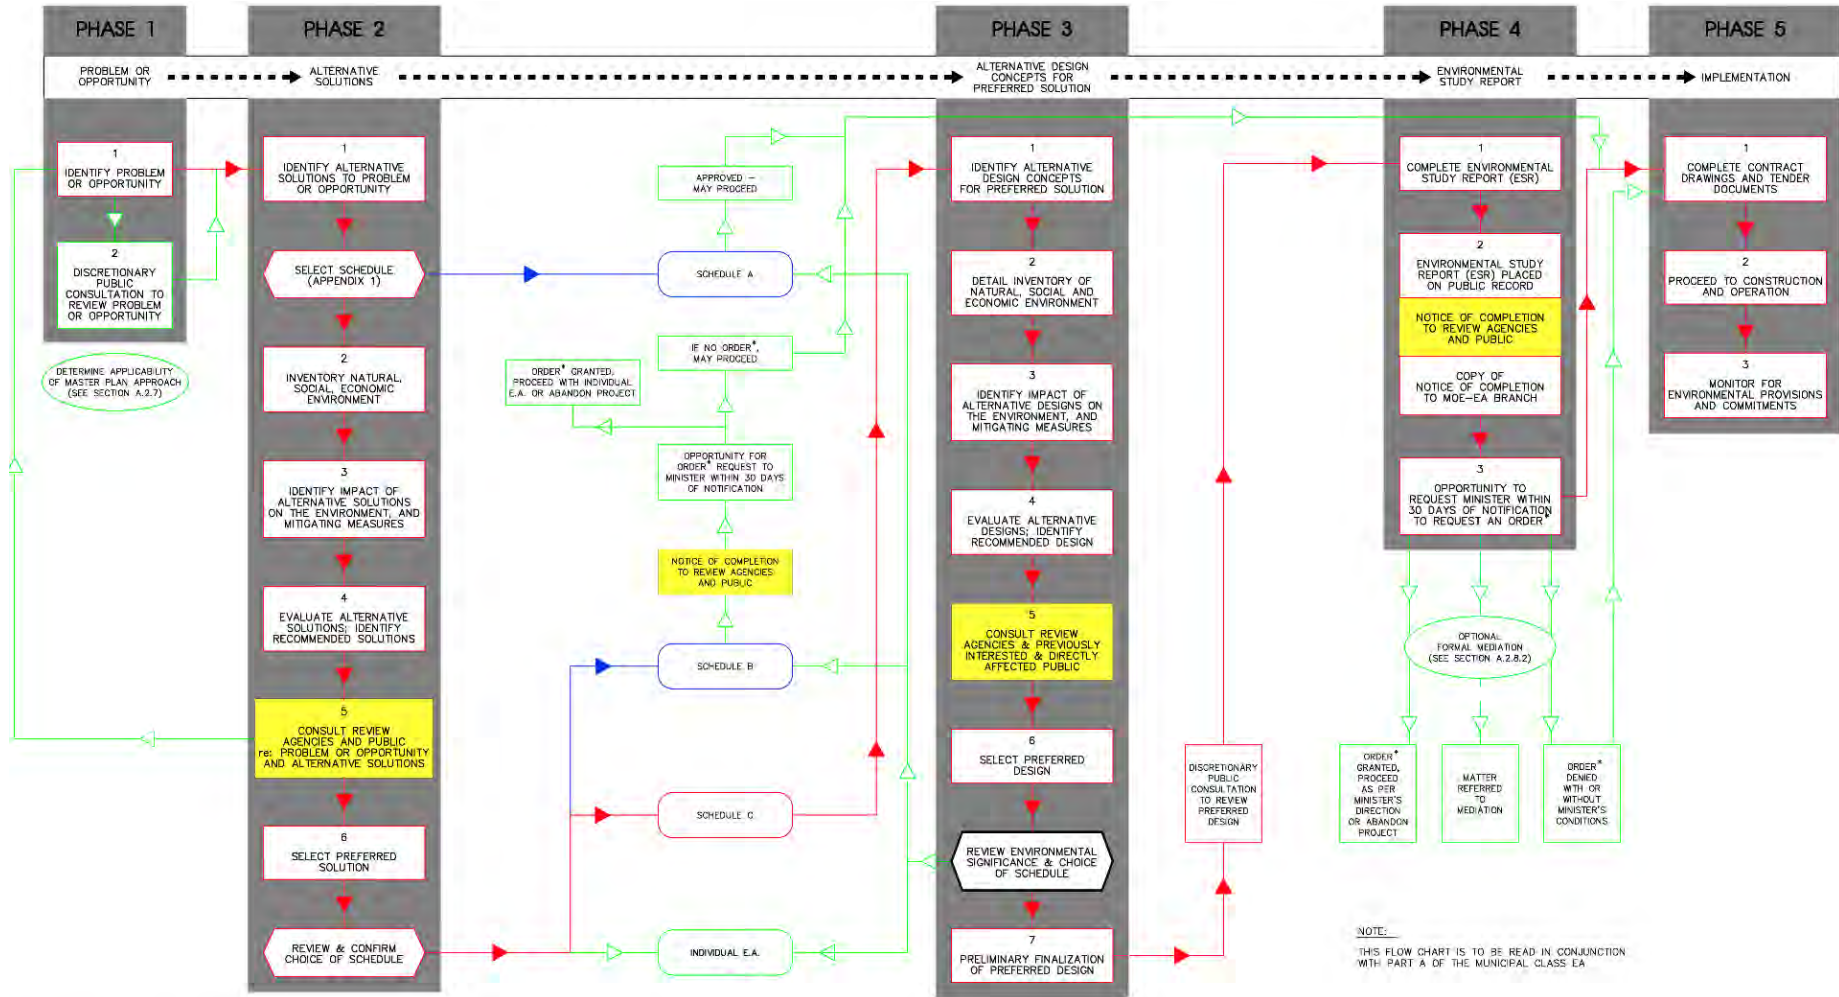 PHASE 1
PHASE 2
PHASE 3
PHASE 4
PHASE 5
PROBLEM OR
OPPORTUNITY
ALTERNATIVE
SOLUTIONS
ALTERNATIVE DESIGN
CONCEPTS FOR
PREFERRED SOLUTION
ENVIRONMENTAL
STUDY REPORT
IMPLEMENTATION
1
IDENTIFY PROBLEM
OR OPPORTUNITY
2
DISCRETIONARY
PUBLIC
CONSULTATION TO
REVIEW PROBLEM
OR OPPORTUNITY
DETERMINE APPLICABILITY
OF MASTER PLAN APPROACH
(SEE SECTION A.2.7)
1
IDENTIFY ALTERNATIVE
SOLUTIONS TO PROBLEM
OR OPPORTUNITY
SELECT SCHEDULE
(APPENDIX 1)
2
INVENTORY NATURAL,
SOCIAL, ECONOMIC
ENVIRONMENT
3
IDENTIFY IMPACT OF
ALTERNATIVE SOLUTIONS
ON THE ENVIRONMENT, AND
MITIGATING MEASURES
4
EVALUATE ALTERNATIVE
SOLUTIONS; IDENTIFY
RECOMMENDED SOLUTIONS
5
CONSULT REVIEW
AGENCIES AND PUBLIC
re: PROBLEM OR OPPORTUNITY
AND ALTERNATIVE SOLUTIONS
6
SELECT PREFERRED
SOLUTION
REVIEW & CONFIRM
CHOICE OF SCHEDULE
APPROVED –
MAY PROCEED
SCHEDULE A
IF NO ORDER*,
MAY PROCEED
ORDER* GRANTED,
PROCEED WITH INDIVIDUAL
E.A. OR ABANDON PROJECT
OPPORTUNITY FOR
ORDER* REQUEST TO
MINISTER WITHIN 30 DAYS
OF NOTIFICATION
NOTICE OF COMPLETION
TO REVIEW AGENCIES
AND PUBLIC
SCHEDULE B
SCHEDULE C
INDIVIDUAL E.A.
1
IDENTIFY ALTERNATIVE
DESIGN CONCEPTS
FOR PREFERRED SOLUTION
2
DETAIL INVENTORY OF
NATURAL, SOCIAL AND
ECONOMIC ENVIRONMENT
3
IDENTIFY IMPACT OF
ALTERNATIVE DESIGNS ON
THE ENVIRONMENT, AND
MITIGATING MEASURES
4
EVALUATE ALTERNATIVE
DESIGNS; IDENTIFY
RECOMMENDED DESIGN
5
CONSULT REVIEW
AGENCIES & PREVIOUSLY
INTERESTED & DIRECTLY
AFFECTED PUBLIC
6
SELECT PREFERRED
DESIGN
REVIEW ENVIRONMENTAL
SIGNIFICANCE & CHOICE
OF SCHEDULE
7
PRELIMINARY FINALIZATION
OF PREFERRED DESIGN
DISCRETIONARY
PUBLIC
CONSULTATION
TO REVIEW
PREFERRED
DESIGN
1
COMPLETE ENVIRONMENTAL
STUDY REPORT (ESR)
2
ENVIRONMENTAL STUDY
REPORT (ESR) PLACED
ON PUBLIC RECORD
NOTICE OF COMPLETION
TO REVIEW AGENCIES
AND PUBLIC
COPY OF
NOTICE OF COMPLETION
TO MOE–EA BRANCH
3
OPPORTUNITY TO
REQUEST MINISTER WITHIN
30 DAYS OF NOTIFICATION
TO REQUEST AN ORDER*
OPTIONAL
FORMAL MEDIATION
(SEE SECTION A.2.8.2)
ORDER*
GRANTED,
PROCEED
AS PER
MINISTER'S
DIRECTION
OR ABANDON
PROJECT
MATTER
REFERRED
TO
MEDIATION
ORDER*
DENIED
WITH OR
WITHOUT
MINISTER'S
CONDITIONS
1
COMPLETE CONTRACT
DRAWINGS AND TENDER
DOCUMENTS
2
PROCEED TO CONSTRUCTION
AND OPERATION
3
MONITOR FOR
ENVIRONMENTAL PROVISIONS
AND COMMITMENTS
NOTE:
THIS FLOW CHART IS TO BE READ IN CONJUNCTION
WITH PART A OF THE MUNICIPAL CLASS EA